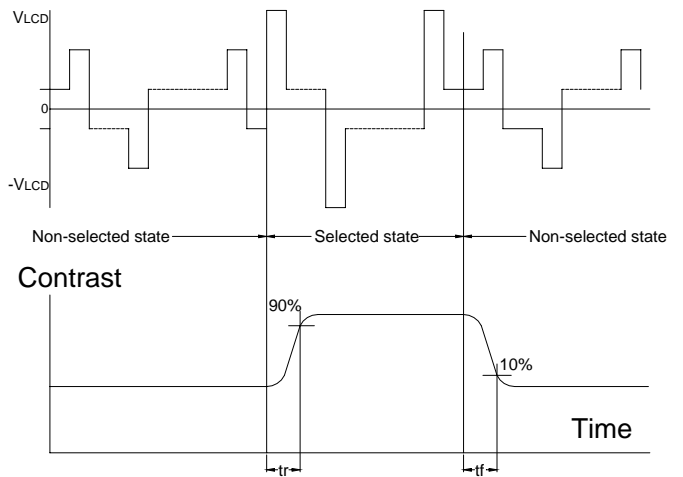 VLCD
0
-VLCD
Non-selected state
Selected state
Non-selected state
Contrast
90%
10%
Time
tr
tf